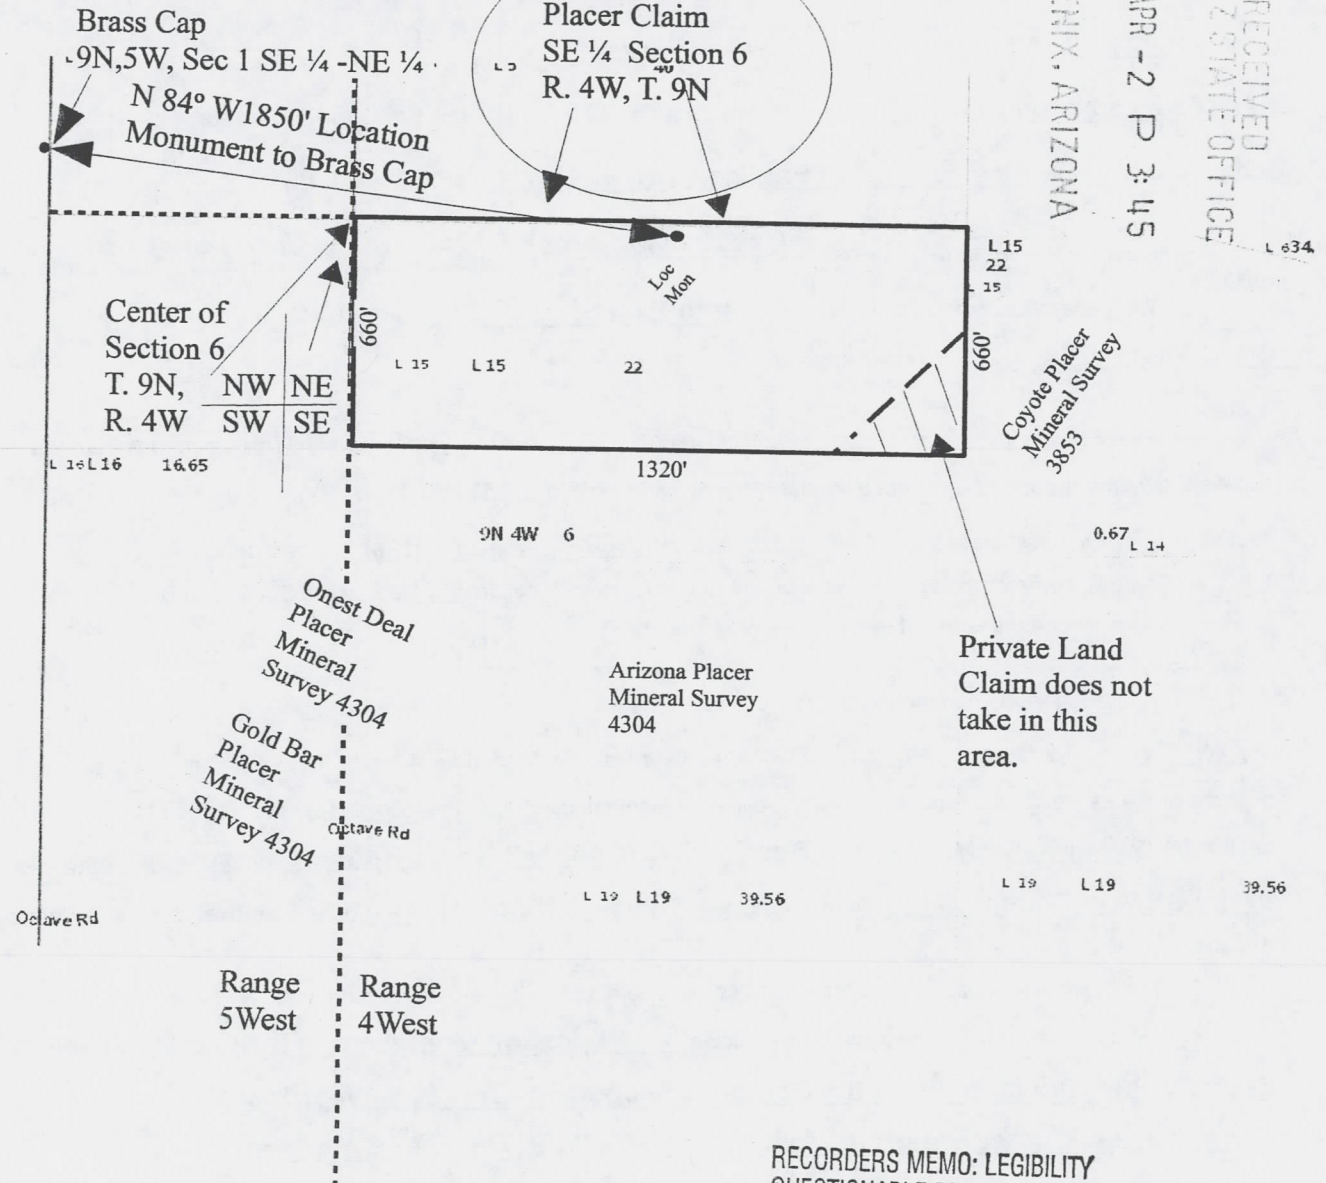 Brass Cap
9N,5W, Sec 1 SE ¼ -NE ¼
N 84º W1850' Location
Monument to Brass Cap
Placer Claim
SE ¼ Section 6
40
R. 4W, T. 9N
RECEIVED
Z STATE OFFICE
APR -2 P 3:45
ENIX, ARIZONA
L 634
L 15
22
L 15
Loc
Mon
Center of
Section 6
T. 9N,
R. 4W
NW NE
SW SE
660'
L 15 L 15 22
660'
Coyote Placer
Mineral Survey
3853
L 16 L 16 16.65
1320'
9N 4W 6
0.67
L 14
Onest Deal
Placer
Mineral
Survey 4304
Arizona Placer
Mineral Survey
4304
Private Land
Claim does not
take in this
area.
Gold Bar
Placer
Mineral
Survey 4304
Octave Rd
L 19 L 19 39.56
L 19 L 19 39.56
Octave Rd
Range
5West
Range
4West
RECORDERS MEMO: LEGIBILITY